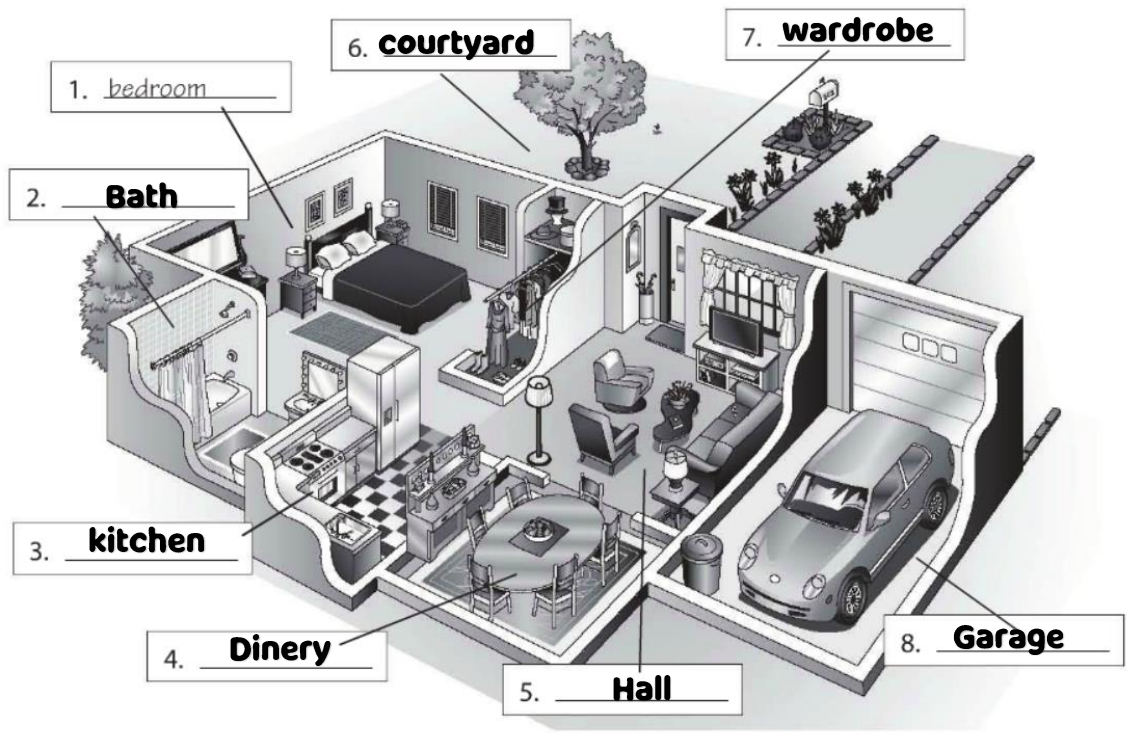 1. bedroom
2. Bath
3. kitchen
4. Dinery
5. Hall
6. courtyard
7. wardrobe
8. Garage